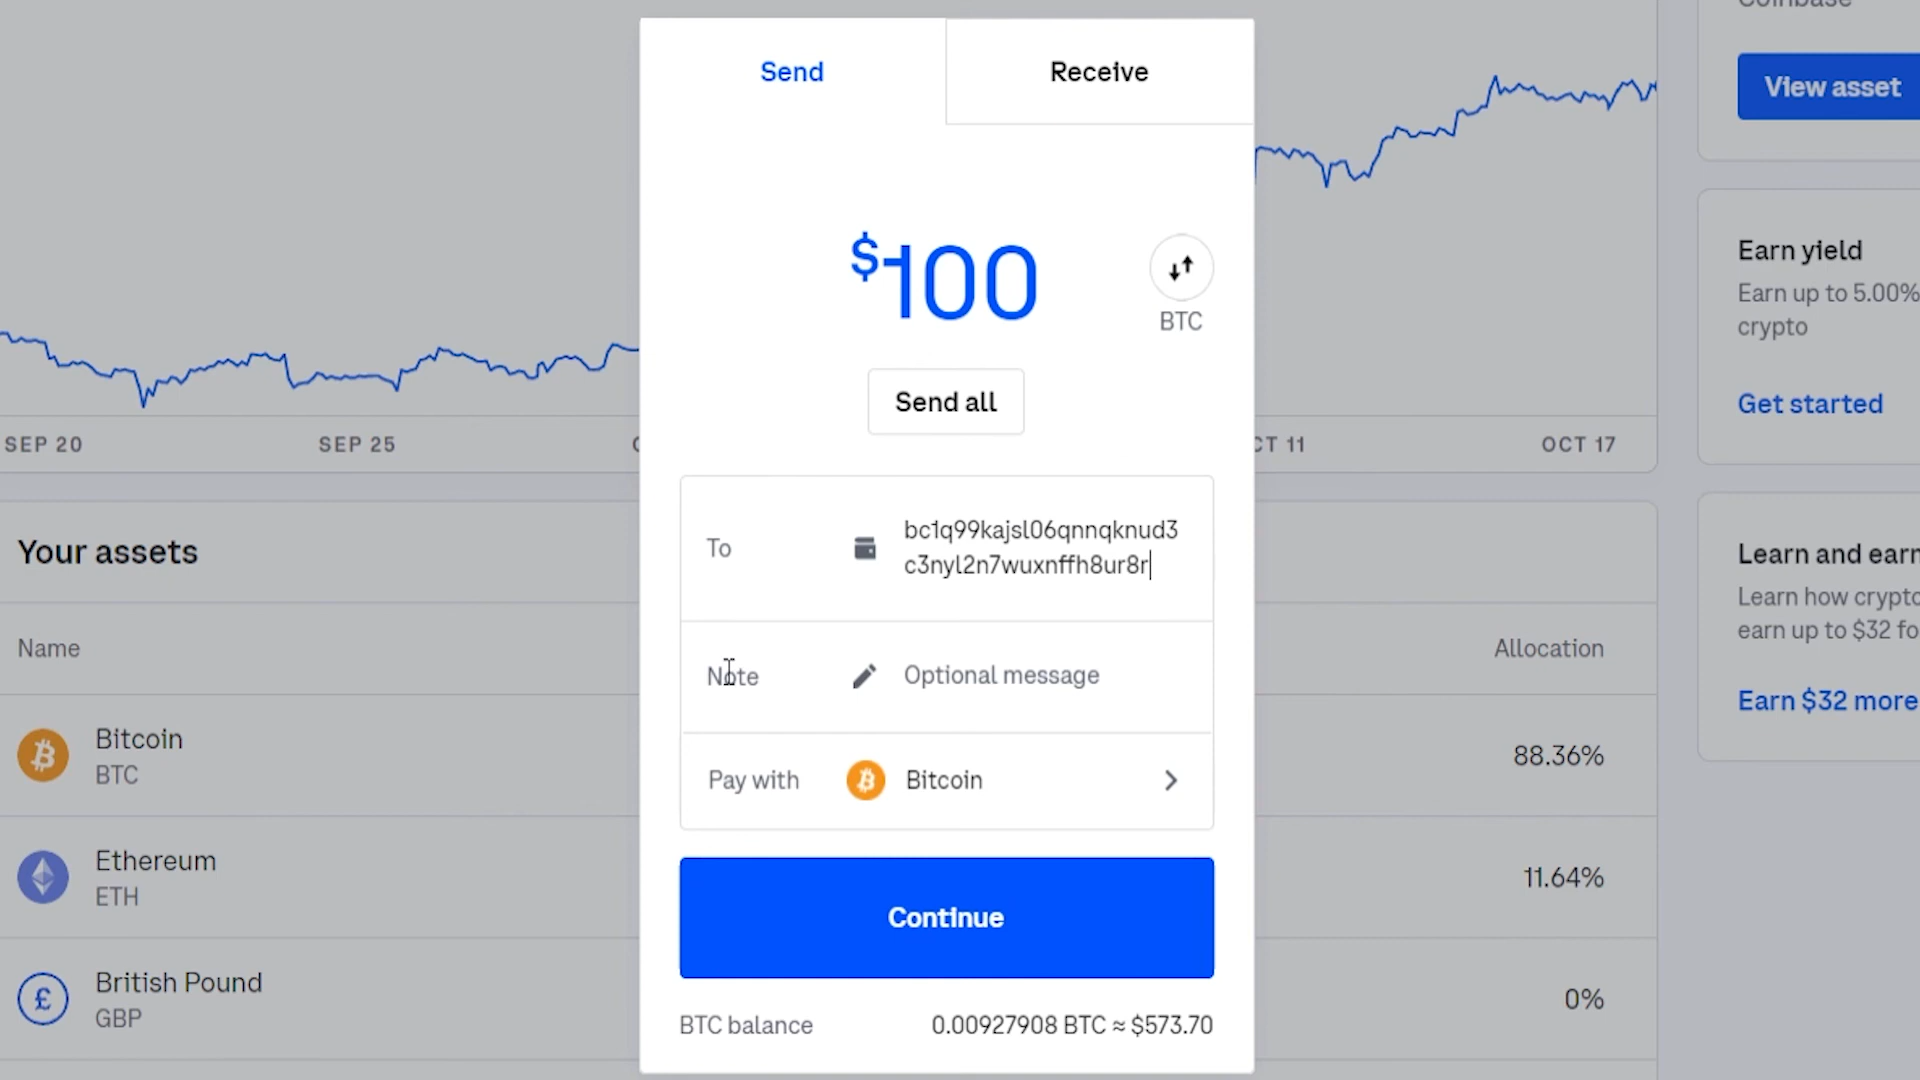 Coinbase
View asset
Send
Receive
$100
BTC
Send all
SEP 20
SEP 25
CT 11
OCT 17
Earn yield
Earn up to 5.00%
crypto
Get started
To
bc1q99kajsl06qnnqknud3
c3nyl2n7wuxnffh8ur8r
Note
Optional message
Pay with
Bitcoin
Continue
BTC balance
0.00927908 BTC ≈ $573.70
Your assets
Name
Allocation
Bitcoin
BTC
88.36%
Ethereum
ETH
11.64%
British Pound
GBP
0%
Learn and earn
Learn how crypto
earn up to $32 fo
Earn $32 more